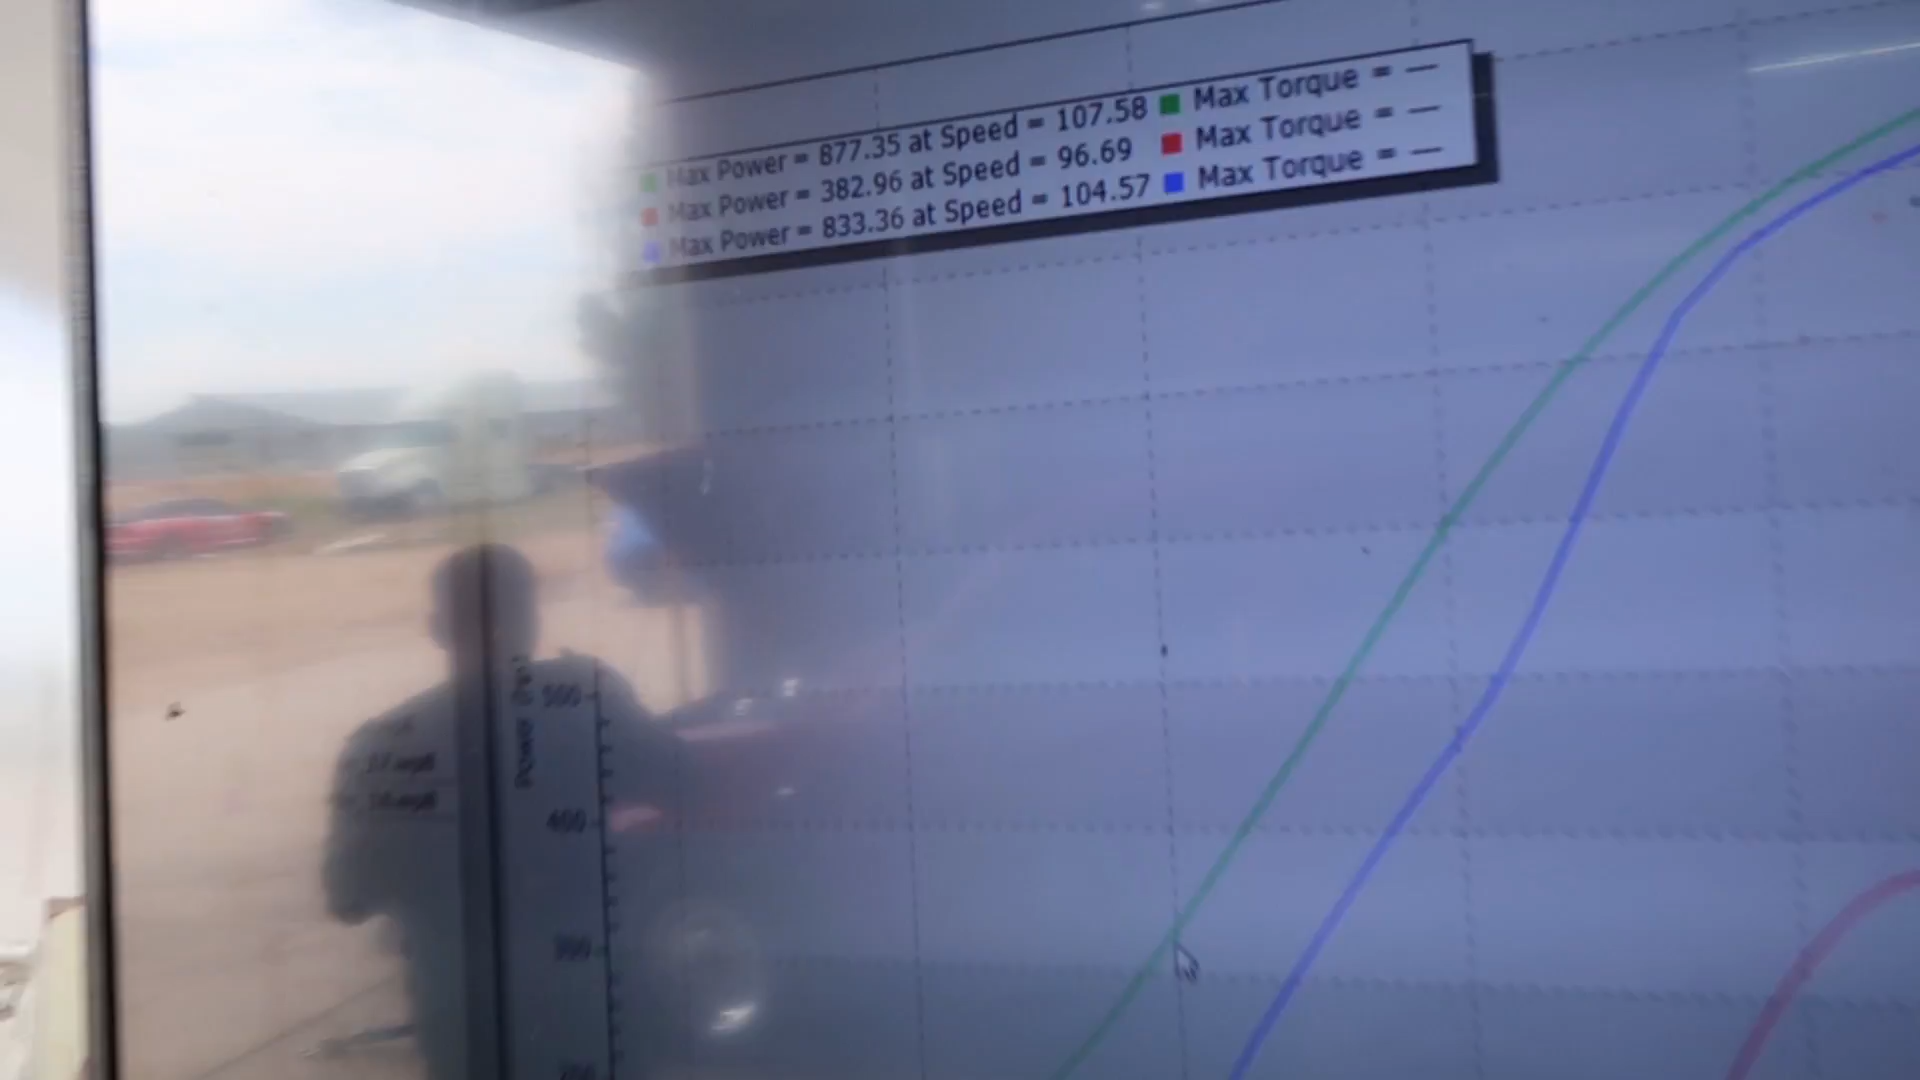 Max Power = 877.35 at Speed = 107.58 Max Torque = —
Max Power = 382.96 at Speed = 96.69 Max Torque = —
Max Power = 833.36 at Speed = 104.57 Max Torque = —
Power
500
400
300